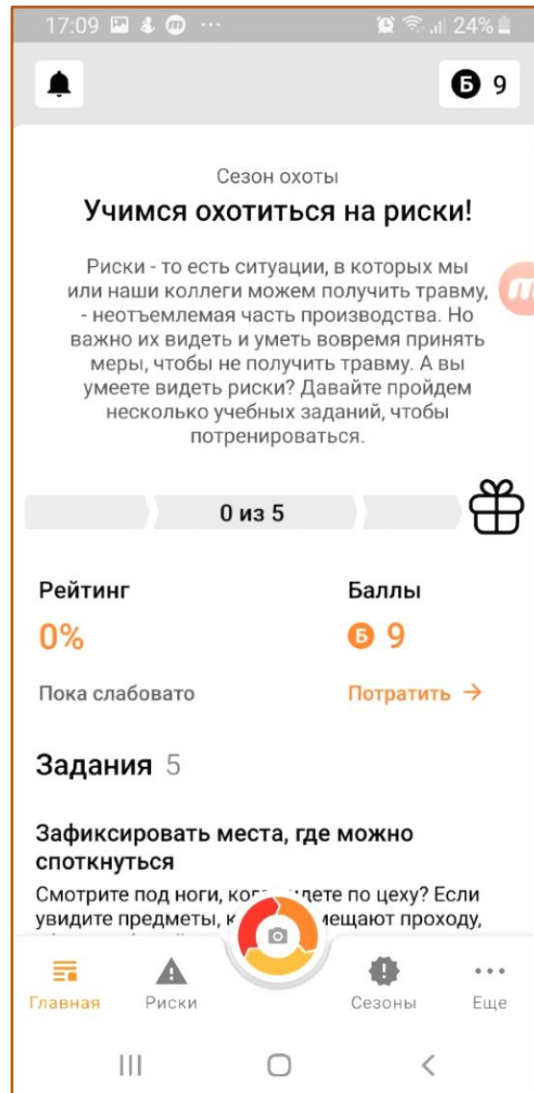 17:09 24%
Б 9
Сезон охоты
Учимся охотиться на риски!
Риски - то есть ситуации, в которых мы
или наши коллеги можем получить травму,
- неотъемлемая часть производства. Но
важно их видеть и уметь вовремя принять
меры, чтобы не получить травму. А вы
умеете видеть риски? Давайте пройдем
несколько учебных заданий, чтобы
потренироваться.
0 из 5
Рейтинг Баллы
0% Б 9
Пока слабовато Потратить →
Задания 5
Зафиксировать места, где можно
споткнуться
Смотрите под ноги, идете по цеху? Если
увидите предметы, проходу,
Главная Риски Сезоны Еще